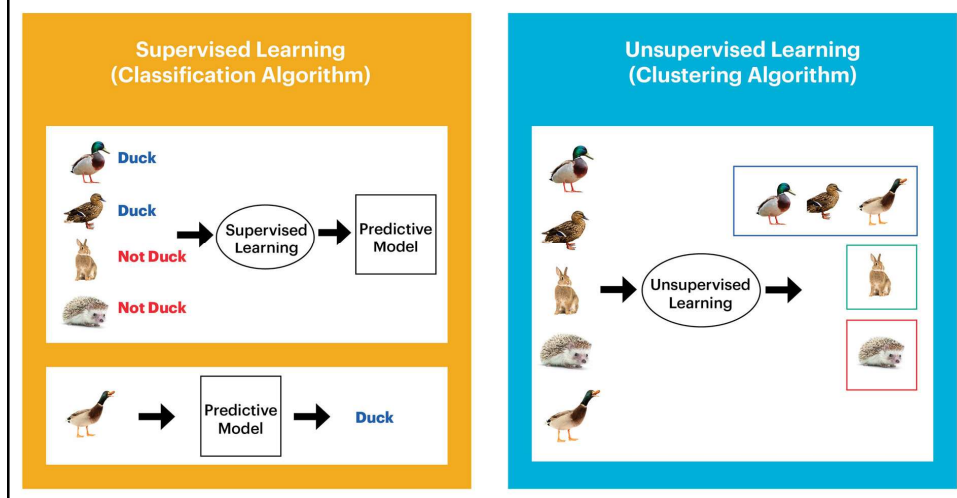 Supervised Learning
(Classification Algorithm)
Duck
Duck
Not Duck
Not Duck
Supervised
Learning
Predictive
Model
Predictive
Model
Duck
Unsupervised Learning
(Clustering Algorithm)
Unsupervised
Learning